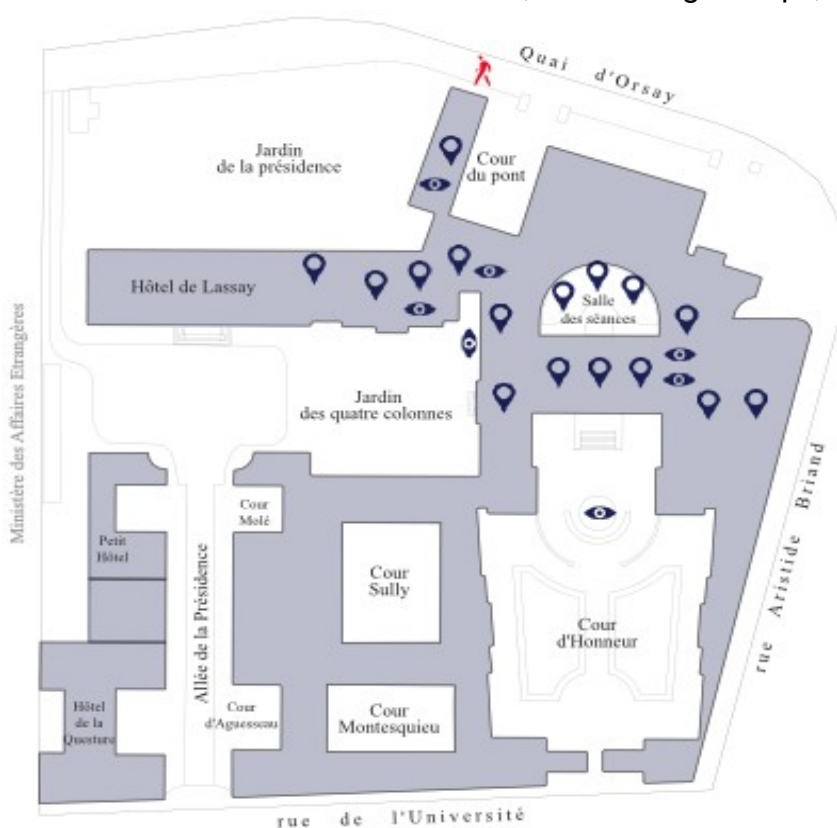 Quai d'Orsay
Jardin
de la présidence
Cour
du pont
Hôtel de Lassay
Salle
des séances
Ministère des Affaires Etrangères
Jardin
des quatre colonnes
Cour
Molé
Petit
Hôtel
Cour
Sully
Allée de la Présidence
Cour
d'Honneur
rue Aristide Briand
Hôtel
de la
Questure
Cour
d'Aguesseau
Cour
Montesquieu
rue de l'Université